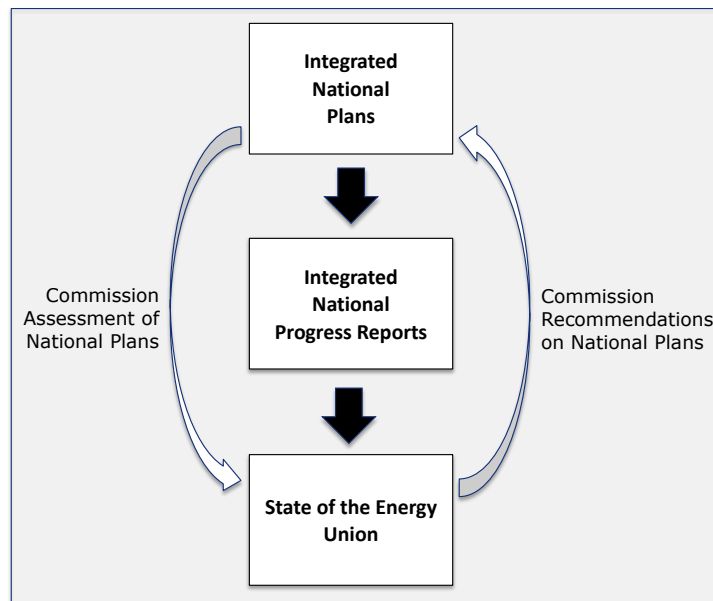 Integrated
National
Plans
Integrated
National
Progress Reports
Commission
Assessment of
National Plans
Commission
Recommendations
on National Plans
State of the Energy
Union